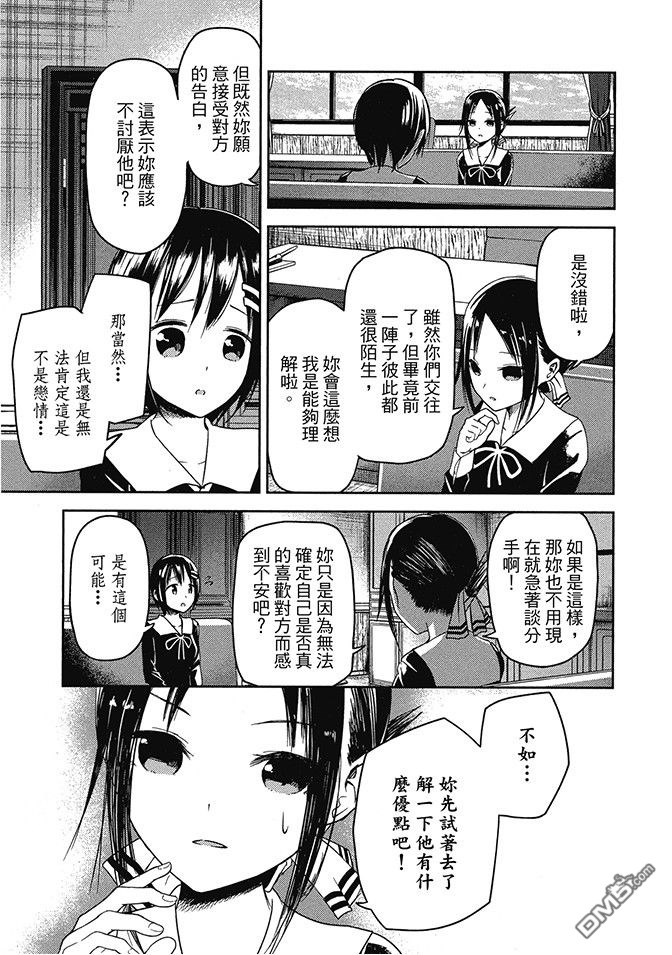 是沒錯啦，
雖然你們交往
了，但畢竟前
一陣子彼此都
還很陌生，
妳會這麼想
我是能夠理
解啦。
但既然妳願
意接受對方
的告白，
這表示妳應該
不討厭他吧？
那當然…
但我還是無
法肯定這是
不是戀情…
如果是這樣，
那妳也不用現
在就急著談分
手啊！
妳只是因為無法
確定自己是否真
的喜歡對方而感
到不安吧？
是有這個
可能…
不如…
妳先試著去了
解一下他有什
麼優點吧！
DM5.com